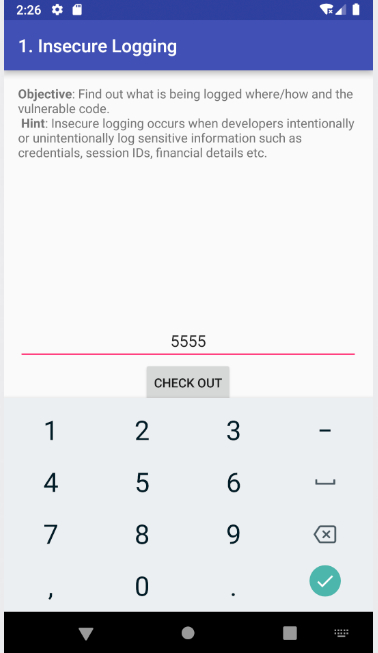 2:26
1. Insecure Logging
Objective: Find out what is being logged where/how and the
vulnerable code.
Hint: Insecure logging occurs when developers intentionally
or unintentionally log sensitive information such as
credentials, session IDs, financial details etc.
5555
CHECK OUT
1 2 3 –
4 5 6
7 8 9
, 0 .